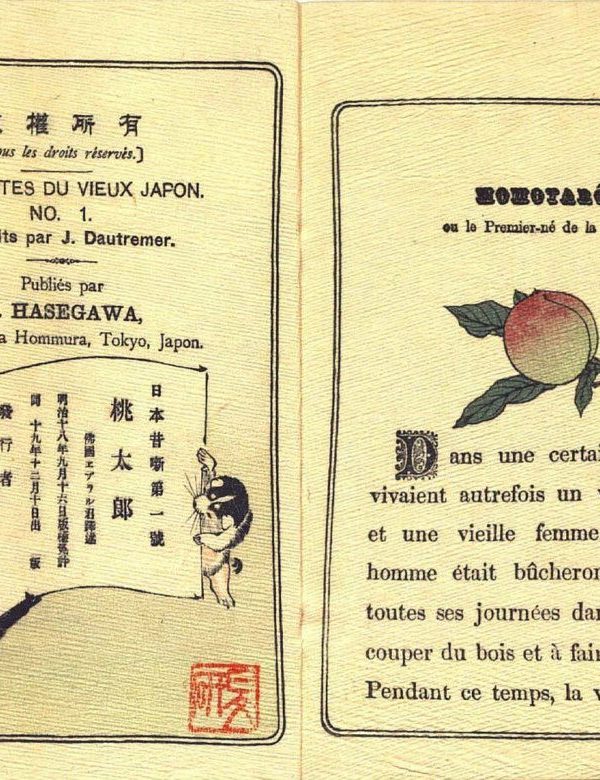 權所有
ous les droits réservés.]
TES DU VIEUX JAPON.
NO. 1.
its par J. Dautremer.
Publiés par
. HASEGAWA,
a Hommura, Tokyo, Japon.
日本昔噺第一號
桃太郎
佛國エアラル君譯述
明治十八年九月十六日版權免許
同 十九年十二月十日出 版
發行者
MOMOTARÔ
ou le Premier-né de la
Dans une certai
vivaient autrefois un v
et une vieille femme
homme était bûcheron
toutes ses journées dan
couper du bois et à fair
Pendant ce temps, la v